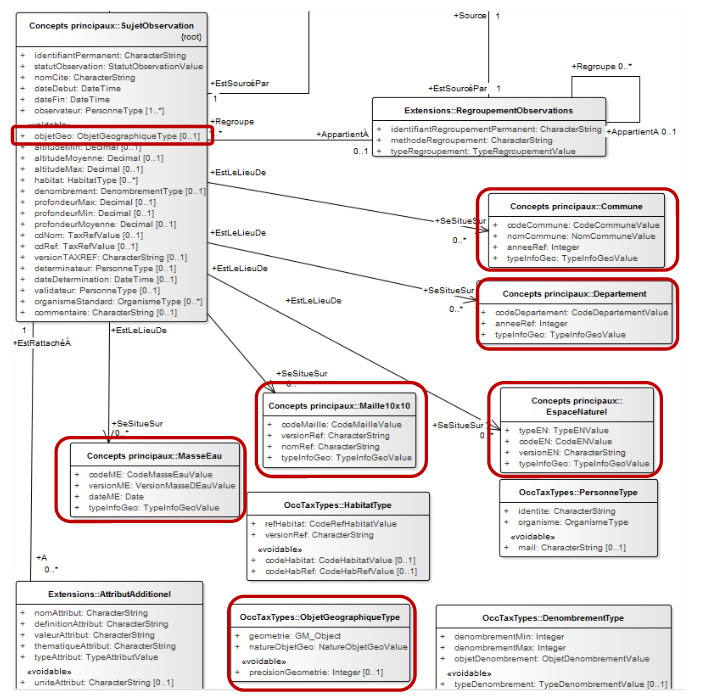 Concepts principaux::SujetObservation
{root}
+ identifiantPermanent: CharacterString
+ statutObservation: StatutObservationValue
+ nomCite: CharacterString
+ dateDebut: DateTime
+ dateFin: DateTime
+ observateur: PersonneType [1..*]
«voidable»
+ objetGeo: ObjetGeographiqueType [0..1]
+ altitudeMin: Decimal [0..1]
+ altitudeMoyenne: Decimal [0..1]
+ altitudeMax: Decimal [0..1]
+ habitat: HabitatType [0..*]
+ denombrement: DenombrementType [0..1]
+ profondeurMax: Decimal [0..1]
+ profondeurMin: Decimal [0..1]
+ profondeurMoyenne: Decimal [0..1]
+ cdNom: TaxRefValue [0..1]
+ cdRef: TaxRefValue [0..1]
+ versionTAXREF: CharacterString [0..1]
+ determinateur: PersonneType [0..1]
+ dateDetermination: DateTime [0..1]
+ validateur: PersonneType [0..1]
+ organismeStandard: OrganismeType [0..*]
+ commentaire: CharacterString [0..1]
+Source
1
+EstSourcéPar
1
+EstSourcéPar
1
+Regroupe 0..*
Extensions::RegroupementObservations
+ identifiantRegroupementPermanent: CharacterString
+ methodeRegroupement: CharacterString
+ typeRegroupement: TypeRegroupementValue
+Regroupe
..*
+AppartientÀ
0..1
+AppartientA 0..1
+EstLeLieuDe
+SeSitueSur
0..*
Concepts principaux::Commune
+ codeCommune: CodeCommuneValue
+ nomCommune: NomCommuneValue
+ anneeRef: Integer
+ typeInfoGeo: TypeInfoGeoValue
+EstLeLieuDe
+SeSitueSur
0..*
Concepts principaux::Departement
+ codeDepartement: CodeDepartementValue
+ anneeRef: Integer
+ typeInfoGeo: TypeInfoGeoValue
+EstLeLieuDe
+EstLeLieuDe
+EstLeLieuDe
1
+EstRattachéÀ
+SeSitueSur
0..
Concepts principaux::Maille10x10
+ codeMaille: CodeMailleValue
+ versionRef: CharacterString
+ nomRef: CharacterString
+ typeInfoGeo: TypeInfoGeoValue
+SeSitueSur
0..*
Concepts principaux::
EspaceNaturel
+ typeEN: TypeENValue
+ codeEN: CodeENValue
+ versionEN: CharacterString
+ typeInfoGeo: TypeInfoGeoValue
+SeSitueSur
0..*
Concepts principaux::MasseEau
+ codeME: CodeMasseEauValue
+ versionME: VersionMasseDEauValue
+ dateME: Date
+ typeInfoGeo: TypeInfoGeoValue
OccTaxTypes::HabitatType
+ refHabitat: CodeRefHabitatValue
+ versionRef: CharacterString
«voidable»
+ codeHabitat: CodeHabitatValue [0..1]
+ codeHabRef: CodeHabRefValue [0..1]
OccTaxTypes::PersonneType
+ identite: CharacterString
+ organisme: OrganismeType
«voidable»
+ mail: CharacterString [0..1]
+A
0..*
Extensions::AttributAdditionel
+ nomAttribut: CharacterString
+ definitionAttribut: CharacterString
+ valeurAttribut: CharacterString
+ thematiqueAttribut: CharacterString
+ typeAttribut: TypeAttributValue
«voidable»
+ uniteAttribut: CharacterString [0..1]
OccTaxTypes::ObjetGeographiqueType
+ geometrie: GM_Object
+ natureObjetGeo: NatureObjetGeoValue
«voidable»
+ precisionGeometrie: Integer [0..1]
OccTaxTypes::DenombrementType
+ denombrementMin: Integer
+ denombrementMax: Integer
+ objetDenombrement: ObjetDenombrementValue
«voidable»
+ typeDenombrement: TypeDenombrementValue [0..1]